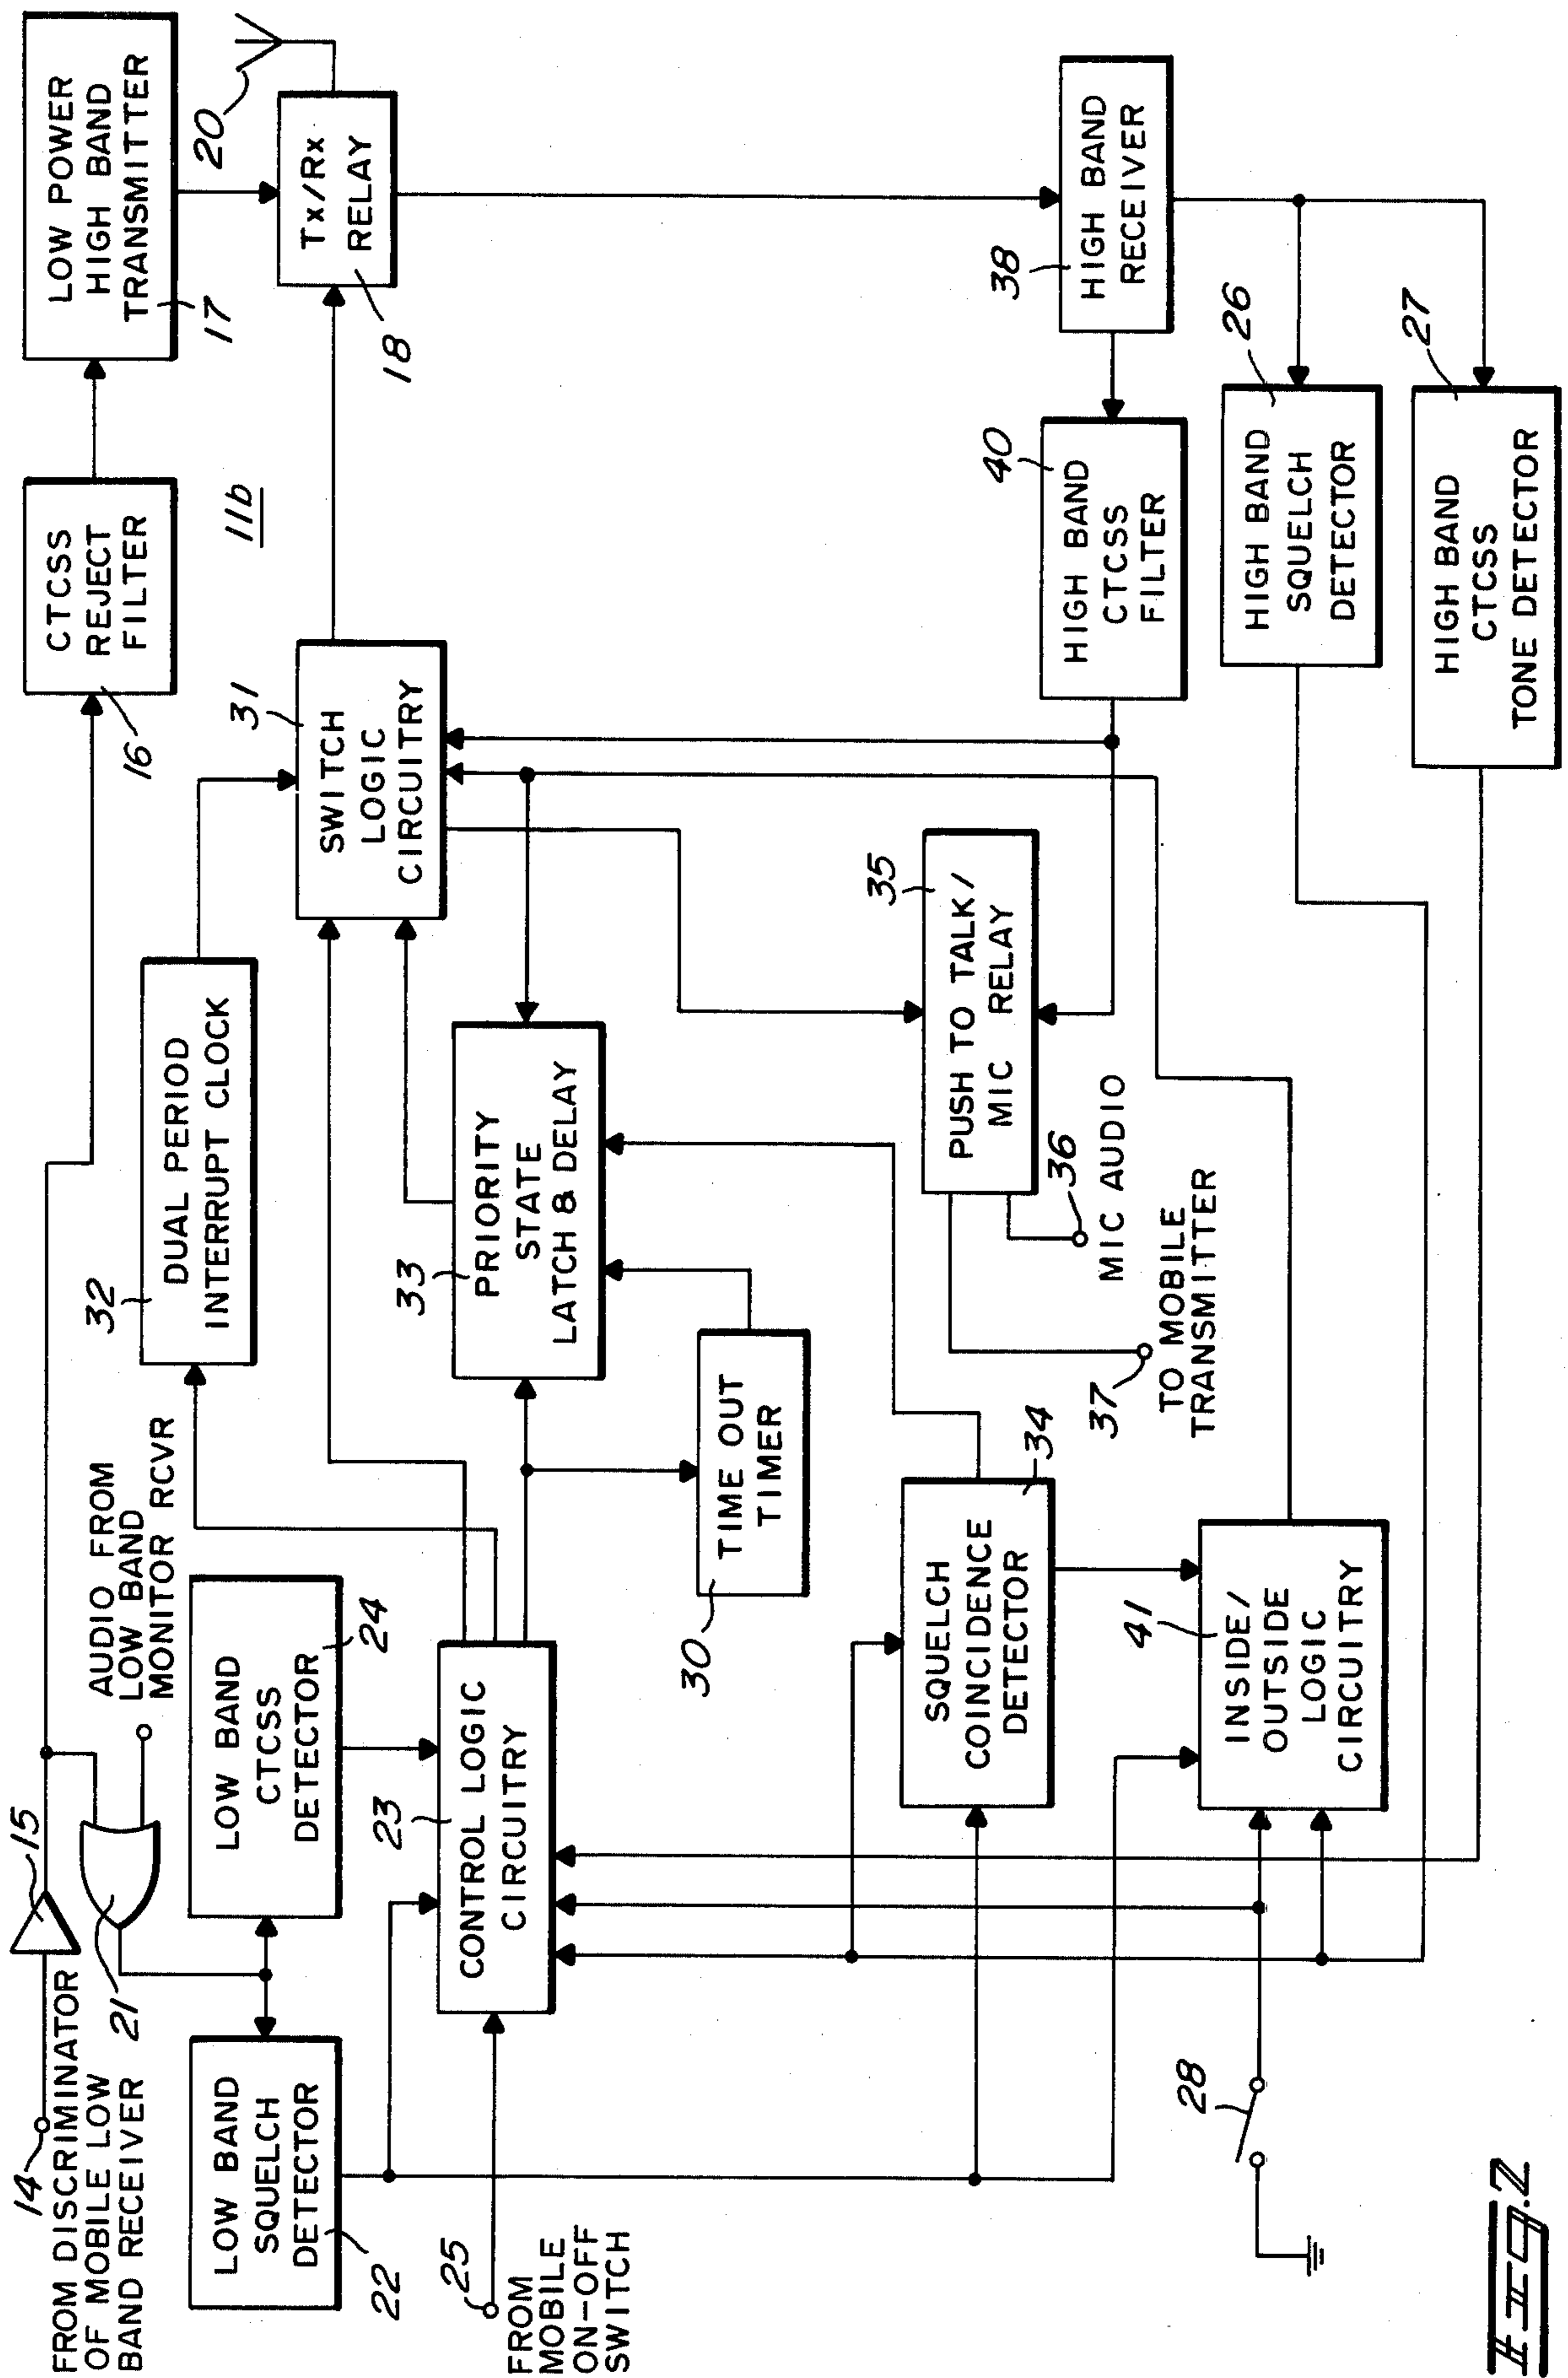 FROM DISCRIMINATOR
OF MOBILE LOW
BAND RECEIVER
14
15
21
AUDIO FROM
LOW BAND
MONITOR RCVR
CTCSS
REJECT
FILTER
16
LOW POWER
HIGH BAND
TRANSMITTER
17
20
11b
LOW BAND
SQUELCH
DETECTOR
22
LOW BAND
CTCSS
DETECTOR
24
DUAL PERIOD
INTERRUPT CLOCK
32
SWITCH
LOGIC
CIRCUITRY
31
Tx/Rx
RELAY
18
FROM
MOBILE
ON-OFF
SWITCH
25
CONTROL LOGIC
CIRCUITRY
23
PRIORITY
STATE
LATCH & DELAY
33
TIME OUT
TIMER
30
SQUELCH
COINCIDENCE
DETECTOR
34
PUSH TO TALK/
MIC RELAY
35
36
MIC AUDIO
37
TO MOBILE
TRANSMITTER
HIGH BAND
CTCSS
FILTER
40
HIGH BAND
RECEIVER
38
28
INSIDE/
OUTSIDE
LOGIC
CIRCUITRY
41
HIGH BAND
SQUELCH
DETECTOR
26
HIGH BAND
CTCSS
TONE DETECTOR
27
Fig. 2